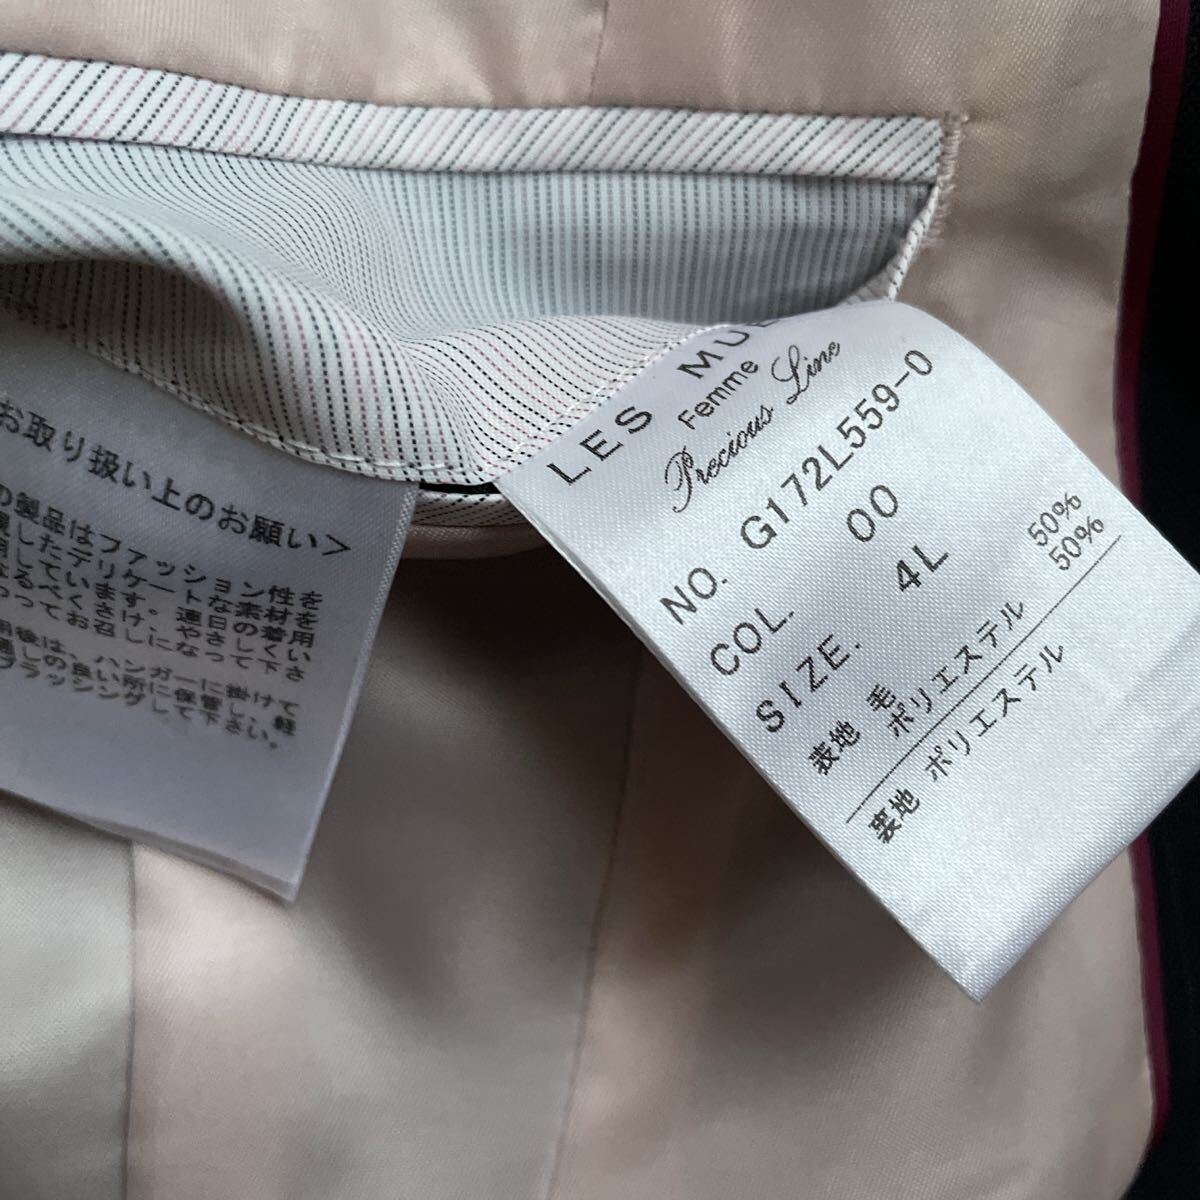 お取り扱い上のお願い>
の製品はファッション性を
したデリケートな素材を
用しています。連日の着用
なるべくさけ、やさしくい
わってお召しになって下さ
用後は、ハンガーに掛けて
通しの良い所に保管し、軽
ブラッシングして下さい。
LES MUE
Femme
Precious Line
NO. G172L559-0
COL. 00
SIZE. 4L
表地 毛 50%
ポリエステル 50%
裏地 ポリエステル